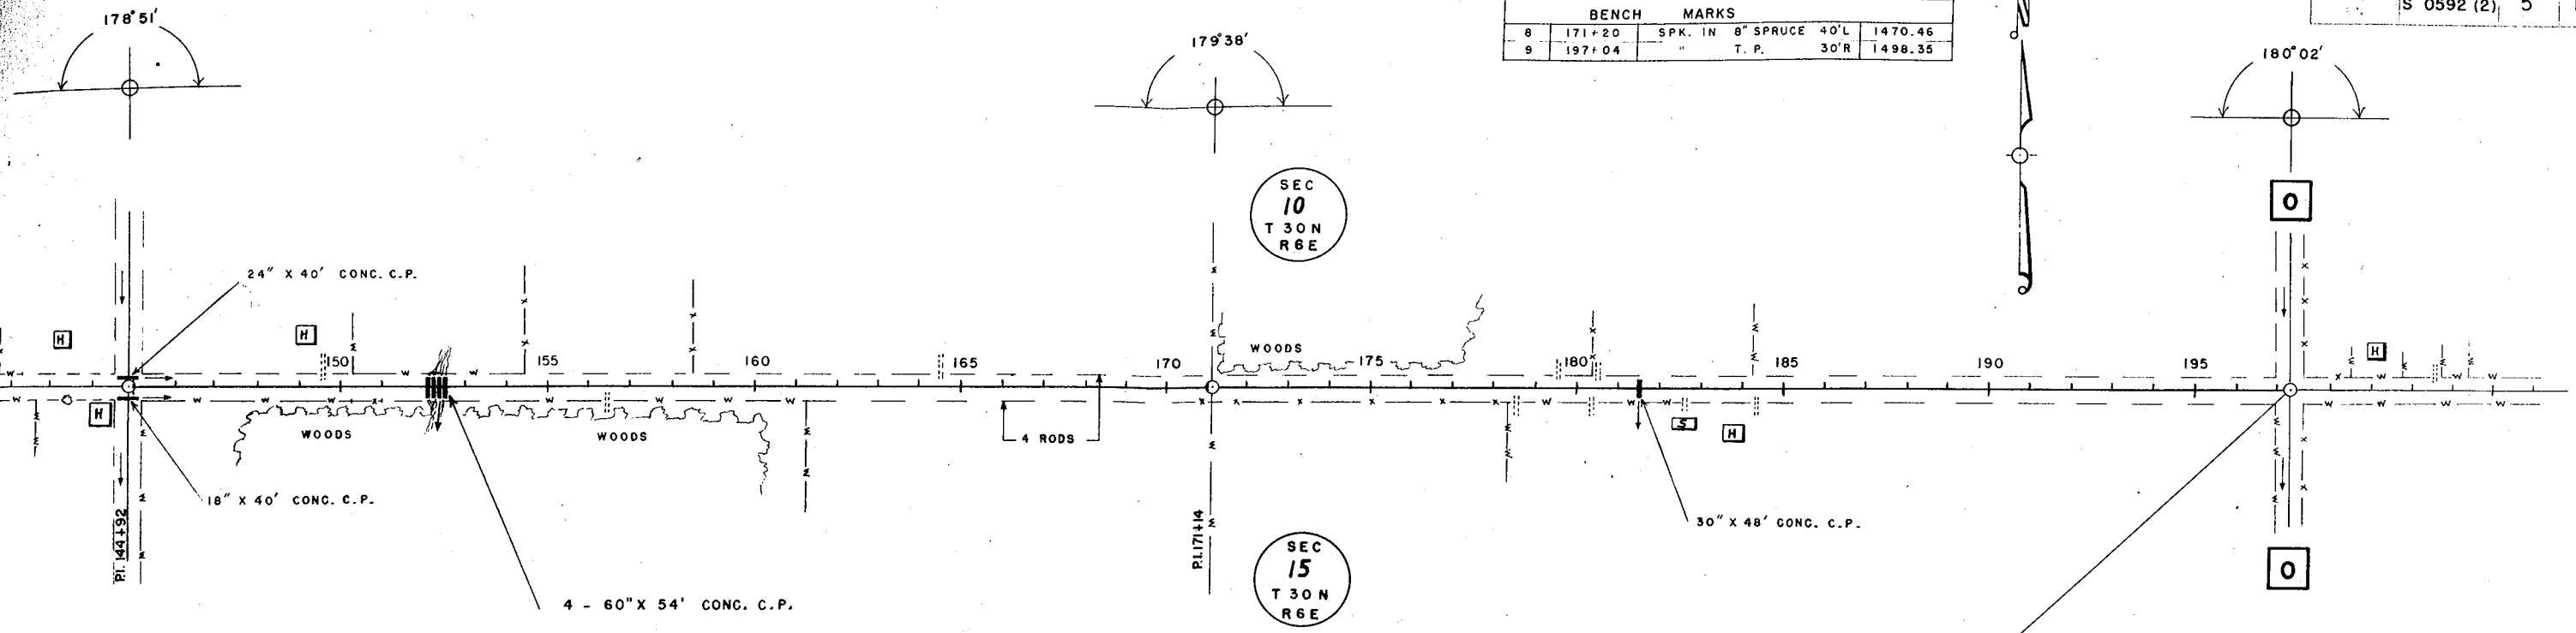 178°51'
179°38'
BENCH MARKS
8 171+20 SPK. IN 8" SPRUCE 40'L 1470.46
9 197+04 " T.P. 30'R 1498.35
S 0592 (2) 5
180°02'
N
SEC
10
T 30 N
R 6 E
O
24" X 40' CONC. C.P.
H
H
WOODS
H
150 155 160 165 170 175 180 185 190 195
H
WOODS
WOODS
4 RODS
S
H
18" X 40' CONC. C.P.
30" X 48' CONC. C.P.
P.I. 144+92
P.I. 171+14
SEC
15
T 30 N
R 6 E
O
4 - 60" X 54' CONC. C.P.